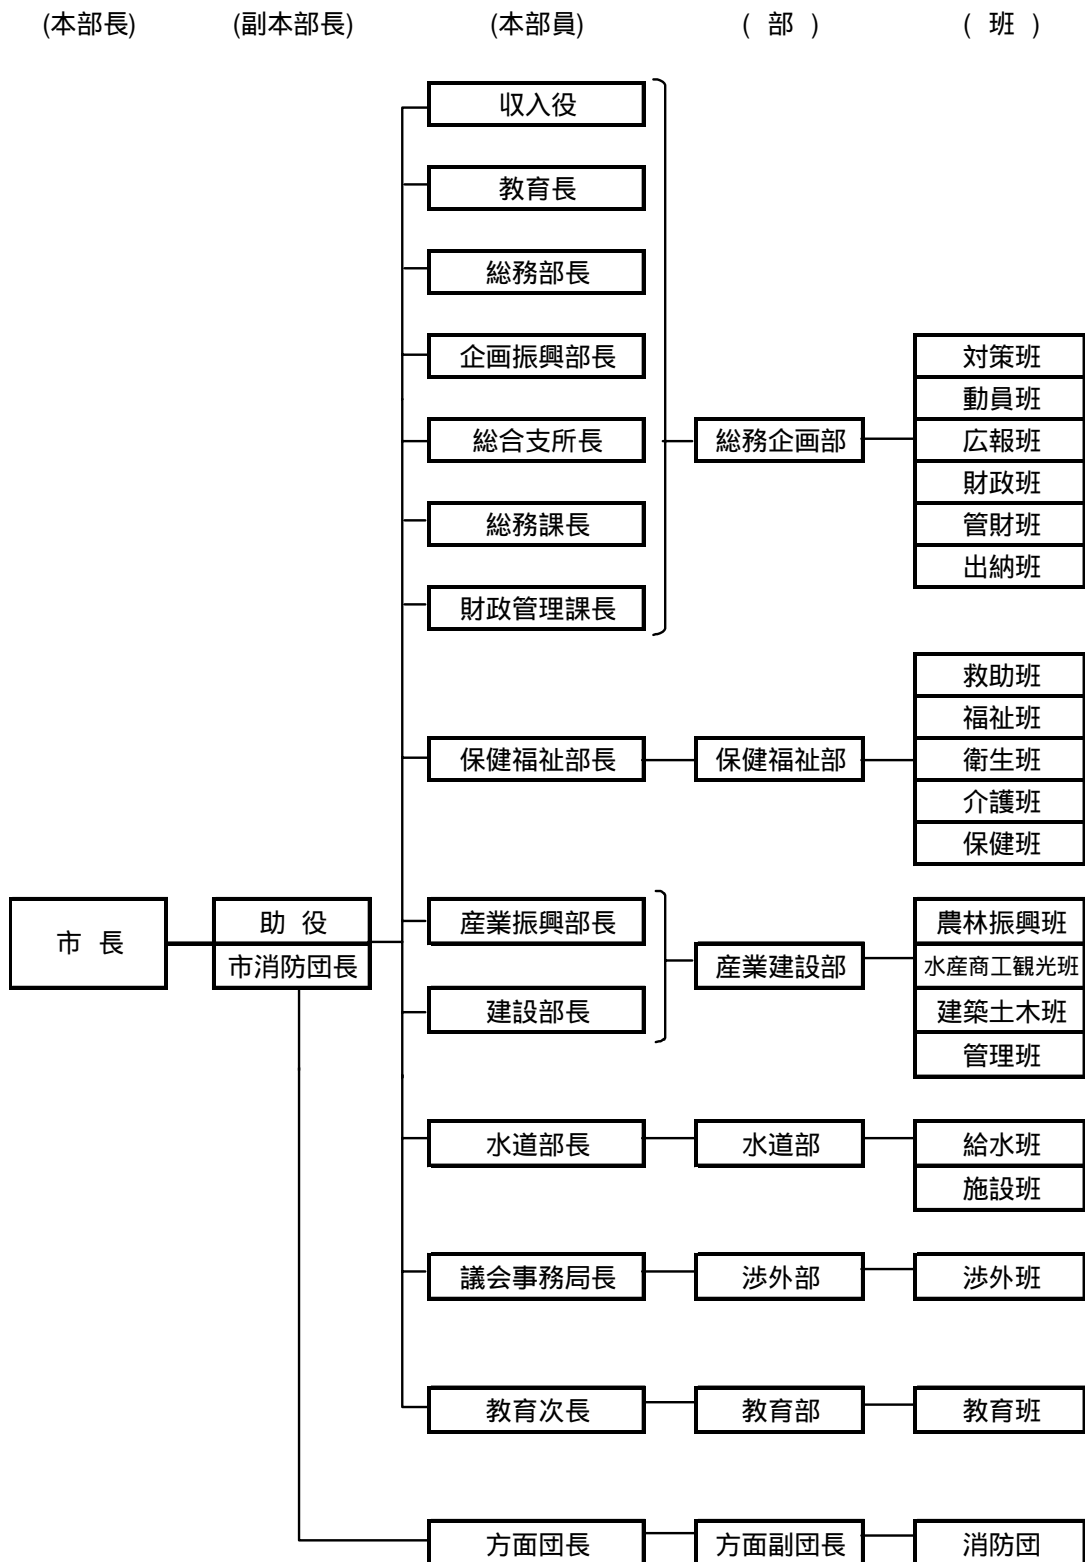 (本部長) (副本部長) (本部員) ( 部 ) ( 班 )
収入役
教育長
総務部長
企画振興部長
総合支所長
総務課長
財政管理課長
総務企画部
対策班
動員班
広報班
財政班
管財班
出納班
保健福祉部長
保健福祉部
救助班
福祉班
衛生班
介護班
保健班
市 長
助 役
市消防団長
産業振興部長
建設部長
産業建設部
農林振興班
水産商工観光班
建築土木班
管理班
水道部長
水道部
給水班
施設班
議会事務局長
渉外部
渉外班
教育次長
教育部
教育班
方面団長
方面副団長
消防団